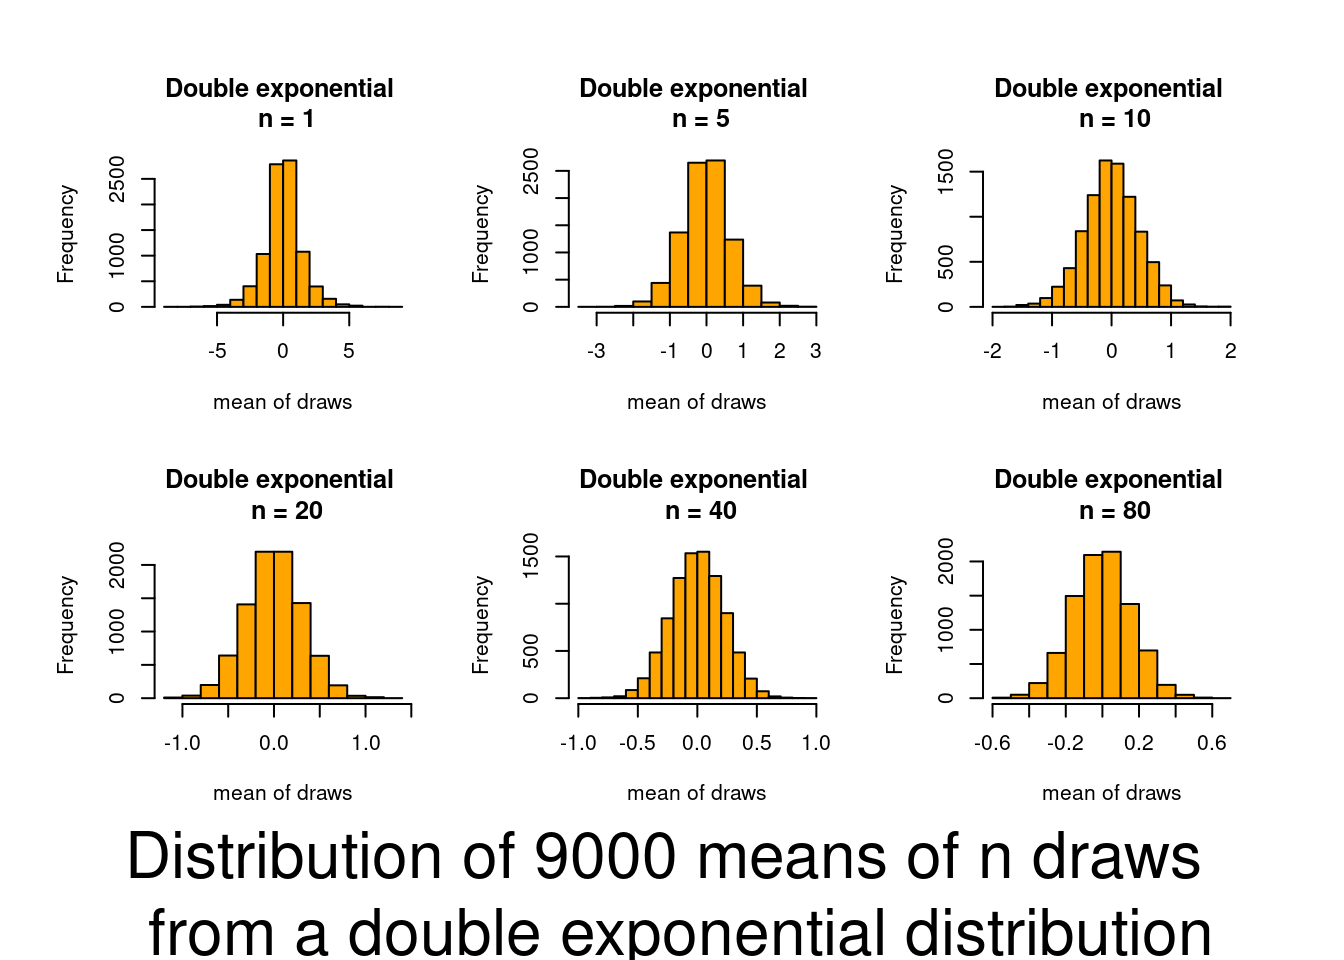 Double exponential
n = 1
Frequency
0 1000 2500
-5 0 5
mean of draws
Double exponential
n = 5
Frequency
0 1000 2500
-3 -1 0 1 2 3
mean of draws
Double exponential
n = 10
Frequency
0 500 1500
-2 -1 0 1 2
mean of draws
Double exponential
n = 20
Frequency
0 1000 2000
-1.0 0.0 1.0
mean of draws
Double exponential
n = 40
Frequency
0 500 1500
-1.0 -0.5 0.0 0.5 1.0
mean of draws
Double exponential
n = 80
Frequency
0 1000 2000
-0.6 -0.2 0.2 0.6
mean of draws
Distribution of 9000 means of n draws
from a double exponential distribution